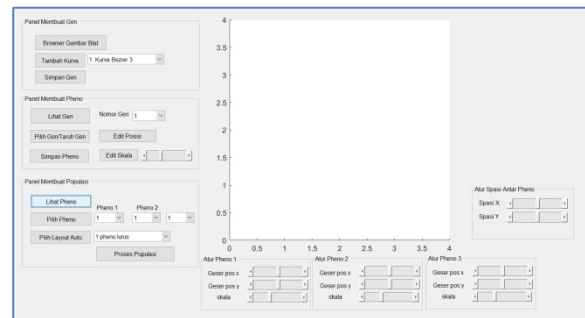 Panel Membuat Gen
Browser Gambar Blat
Tambah Kurva
1. Kurva Bezier 3
Simpan Gen
Panel Membuat Pheno
Lihat Gen
Nomor Gen
1
Pilih Gen/Taruh Gen
Edit Posisi
Simpan Pheno
Edit Skala
Panel Membuat Populasi
Lihat Pheno
Pheno 1
Pheno 2
Pilih Pheno
1
1
1
Pilih Layout Auto
1 pheno lurus
Proses Populasi
4
3.5
3
2.5
2
1.5
1
0.5
0
0 0.5 1 1.5 2 2.5 3 3.5 4
Atur Spasi Antar Pheno
Spasi X
Spasi Y
Atur Pheno 1
Geser pos x
Geser pos y
skala
Atur Pheno 2
Geser pos x
Geser pos y
skala
Atur Pheno 3
Geser pos x
Geser pos y
skala